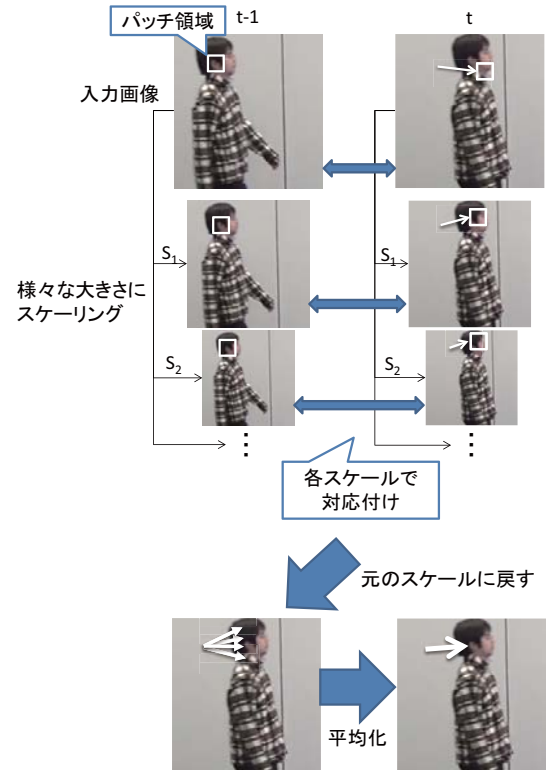 パッチ領域
t-1
t
入力画像
S1
S1
様々な大きさに
スケーリング
S2
S2
⋮
⋮
各スケールで
対応付け
元のスケールに戻す
平均化